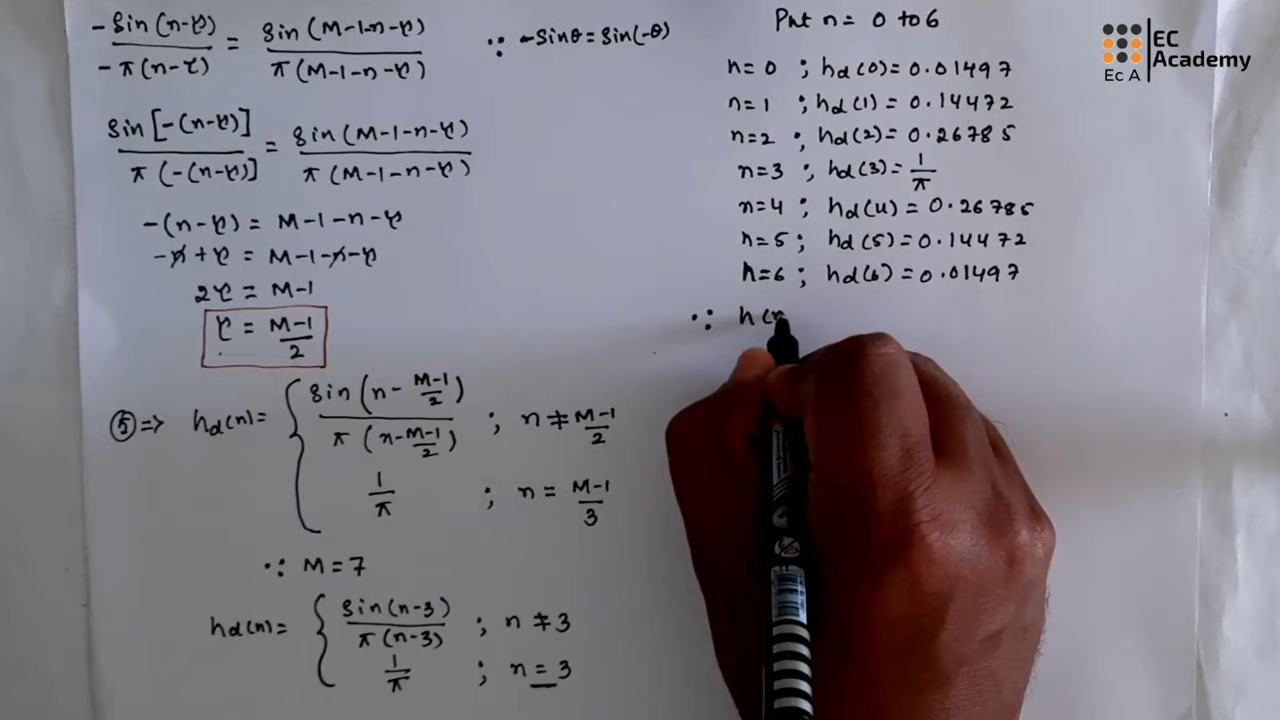 -sin(n-τ) / -π(n-τ) = sin(M-1-n-τ) / π(M-1-n-τ) ∵ -sinθ = sin(-θ)
sin[-(n-τ)] / π(-(n-τ)] = sin(M-1-n-τ) / π(M-1-n-τ)
-(n-τ) = M-1-n-τ
-n+τ = M-1-n-τ
2τ = M-1
τ = M-1 / 2
⑤⇒ hd(n) = { sin(n - M-1/2) / π(n - M-1/2) ; n ≠ M-1/2
1/π ; n = M-1/3
∵ M = 7
hd(n) = { sin(n-3) / π(n-3) ; n ≠ 3
1/π ; n = 3
Put n = 0 to 6
n=0 ; hd(0) = 0.01497
n=1 ; hd(1) = 0.14472
n=2 ; hd(2) = 0.26785
n=3 ; hd(3) = 1/π
n=4 ; hd(4) = 0.26785
n=5 ; hd(5) = 0.14472
n=6 ; hd(6) = 0.01497
∵ h(n
EC
Academy
Ec A